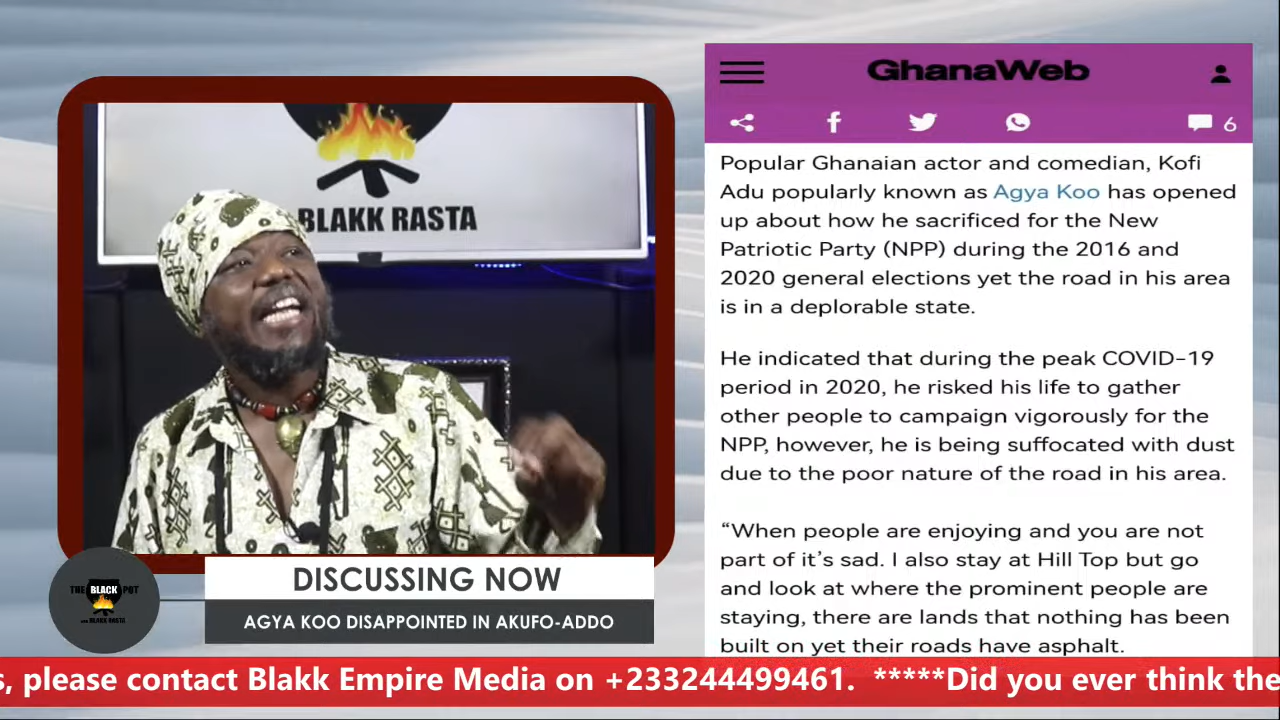 BLAKK RASTA
THE BLACK POT
BLAKK RASTA
DISCUSSING NOW
AGYA KOO DISAPPOINTED IN AKUFO-ADDO
GhanaWeb
6
Popular Ghanaian actor and comedian, Kofi
Adu popularly known as Agya Koo has opened
up about how he sacrificed for the New
Patriotic Party (NPP) during the 2016 and
2020 general elections yet the road in his area
is in a deplorable state.
He indicated that during the peak COVID-19
period in 2020, he risked his life to gather
other people to campaign vigorously for the
NPP, however, he is being suffocated with dust
due to the poor nature of the road in his area.
“When people are enjoying and you are not
part of it’s sad. I also stay at Hill Top but go
and look at where the prominent people are
staying, there are lands that nothing has been
built on yet their roads have asphalt.
s, please contact Blakk Empire Media on +233244499461. *****Did you ever think the